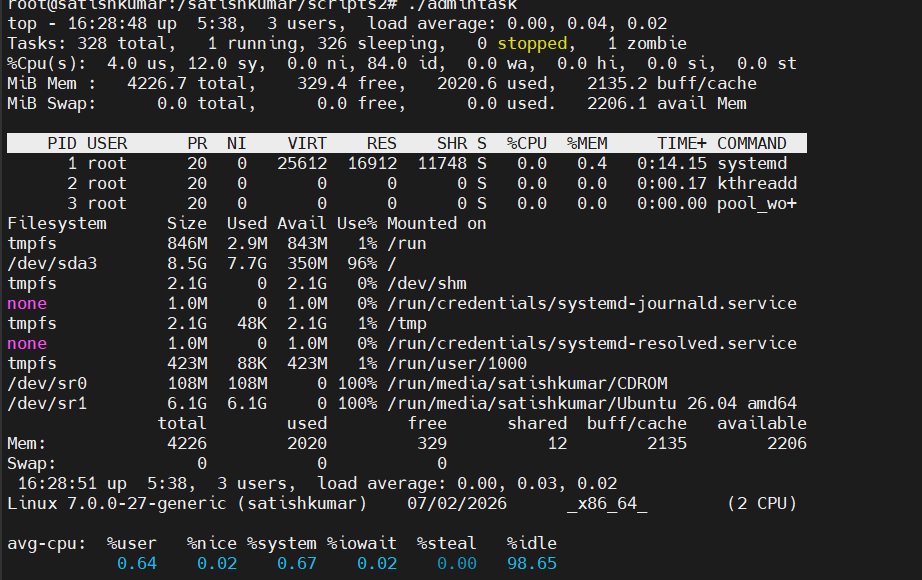 root@satishkumar:/satishkumar/scripts2# ./admintask
top - 16:28:48 up  5:38,  3 users,  load average: 0.00, 0.04, 0.02
Tasks: 328 total,   1 running, 326 sleeping,   0 stopped,   1 zombie
%Cpu(s):  4.0 us, 12.0 sy,  0.0 ni, 84.0 id,  0.0 wa,  0.0 hi,  0.0 si,  0.0 st
MiB Mem :   4226.7 total,    329.4 free,   2020.6 used,   2135.2 buff/cache
MiB Swap:      0.0 total,      0.0 free,      0.0 used.   2206.1 avail Mem
    PID USER      PR  NI    VIRT    RES    SHR S  %CPU  %MEM     TIME+ COMMAND
      1 root      20   0   25612  16912  11748 S   0.0   0.4   0:14.15 systemd
      2 root      20   0       0      0      0 S   0.0   0.0   0:00.17 kthreadd
      3 root      20   0       0      0      0 S   0.0   0.0   0:00.00 pool_wo+
Filesystem      Size  Used Avail Use% Mounted on
tmpfs           846M  2.9M  843M   1% /run
/dev/sda3       8.5G  7.7G  350M  96% /
tmpfs           2.1G     0  2.1G   0% /dev/shm
none            1.0M     0  1.0M   0% /run/credentials/systemd-journald.service
tmpfs           2.1G   48K  2.1G   1% /tmp
none            1.0M     0  1.0M   0% /run/credentials/systemd-resolved.service
tmpfs           423M   88K  423M   1% /run/user/1000
/dev/sr0        108M  108M     0 100% /run/media/satishkumar/CDROM
/dev/sr1        6.1G  6.1G     0 100% /run/media/satishkumar/Ubuntu 26.04 amd64
               total        used        free      shared  buff/cache   available
Mem:            4226        2020         329          12        2135        2206
Swap:              0           0           0
 16:28:51 up  5:38,  3 users,  load average: 0.00, 0.03, 0.02
Linux 7.0.0-27-generic (satishkumar)    07/02/2026      _x86_64_        (2 CPU)
avg-cpu:  %user   %nice %system %iowait  %steal   %idle
           0.64    0.02    0.67    0.02    0.00   98.65